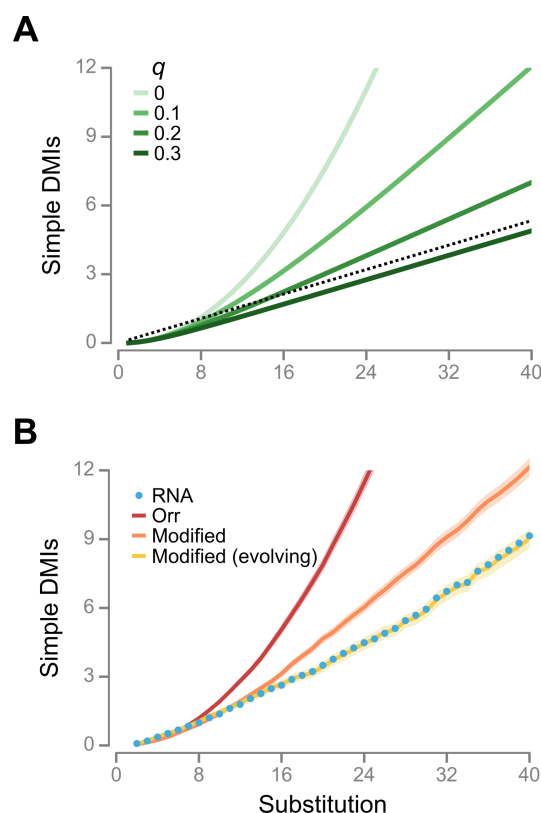 A
12
9
6
3
0
Simple DMIs
q
0
0.1
0.2
0.3
0 8 16 24 32 40
B
12
9
6
3
0
Simple DMIs
RNA
Orr
Modified
Modified (evolving)
0 8 16 24 32 40
Substitution